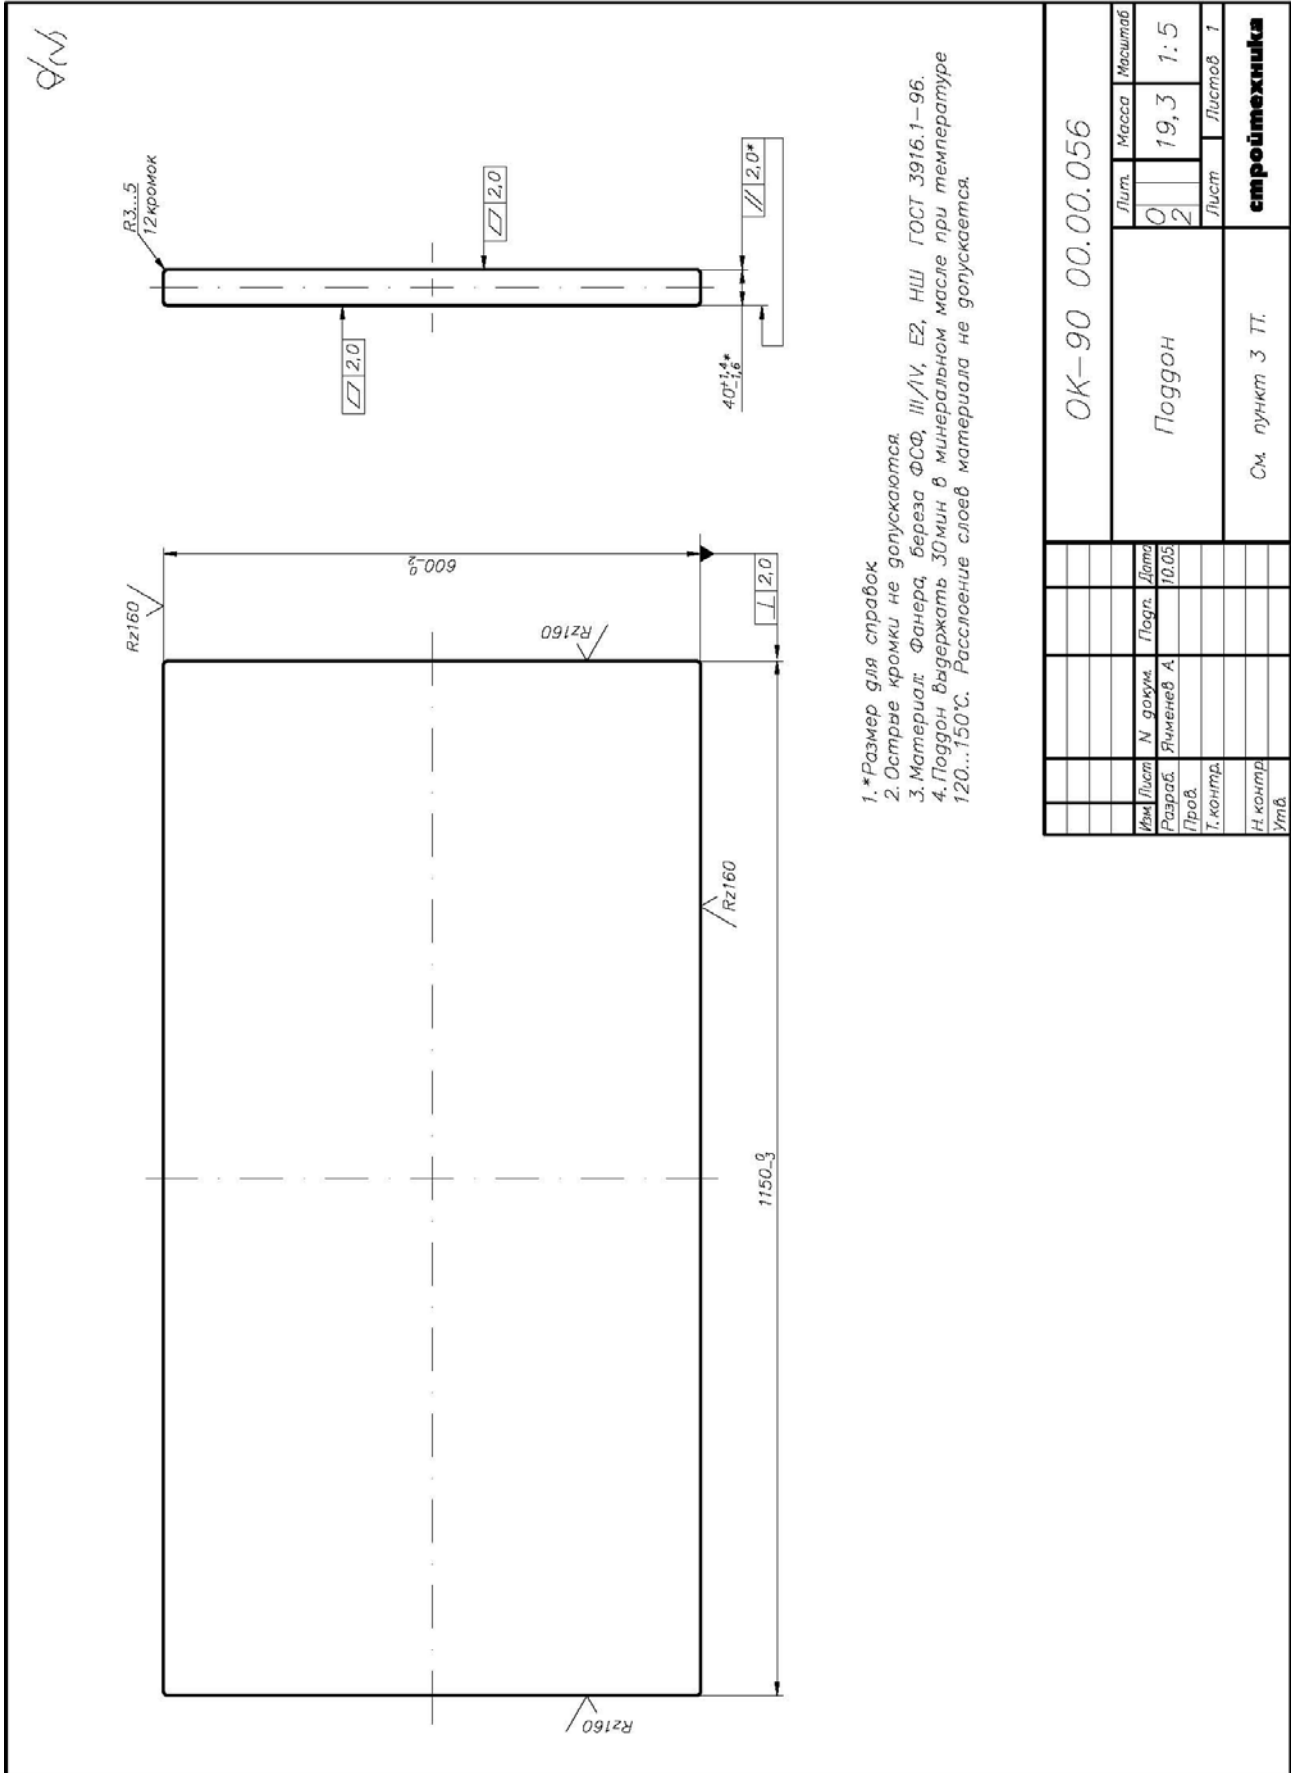 R3...5
12кромок
2,0
2,0
40+1,4*
-1,6
// 2,0*
Rz160
600 0
-2
Rz160
⊥ 2,0
Rz160
1150 0
-3
Rz160
1.*Размер для справок.
2. Острые кромки не допускаются.
3. Материал: Фанера, береза ФСФ, III/IV, Е2, НШ ГОСТ 3916.1-96.
4. Поддон выдержать 30мин в минеральном масле при температуре
120...150°С. Расслоение слоев материала не допускается.
ОК-90 00.00.056
Изм. Лист N докум. Подп. Дата
Разраб. Ячменев А. 10.05.
Пров.
Т. контр.
Н. контр.
Утв.
Поддон
Лит. Масса Масштаб
О2 19,3 1:5
Лист Листов 1
См. пункт 3 ТТ.
стройтехника